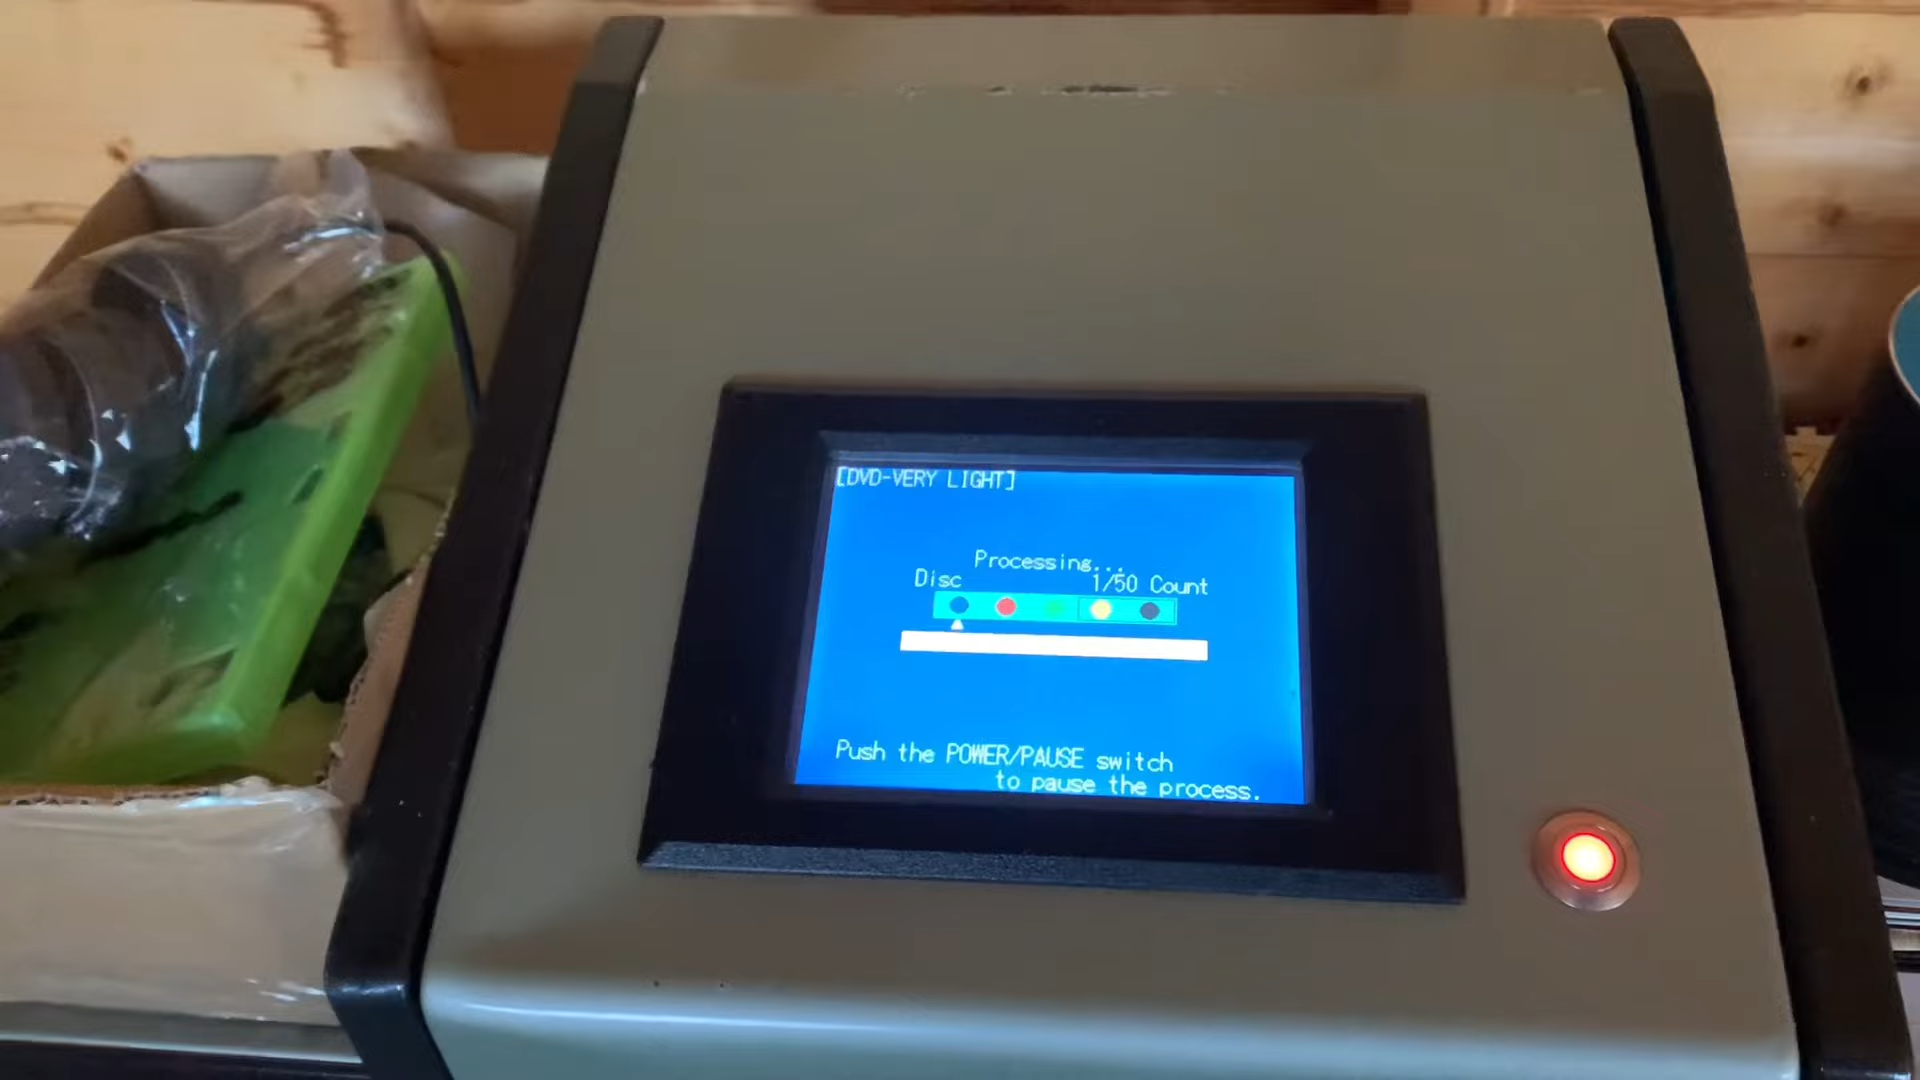 [DVD-VERY LIGHT]
Processing...
Disc 1/50 Count
Push the POWER/PAUSE switch
to pause the process.